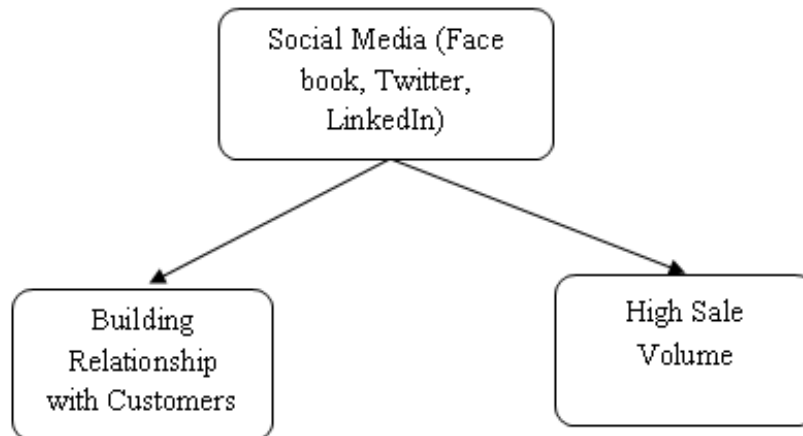 Social Media (Face
book, Twitter,
LinkedIn)
Building
Relationship
with Customers
High Sale
Volume